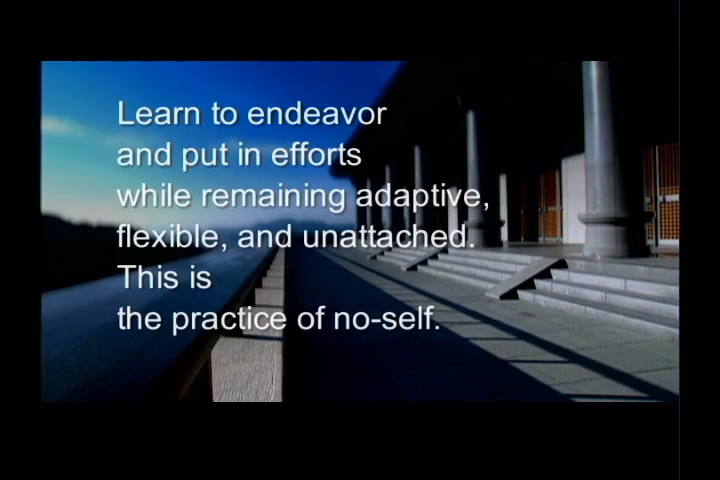 Learn to endeavor
and put in efforts
while remaining adaptive,
flexible, and unattached.
This is
the practice of no-self.